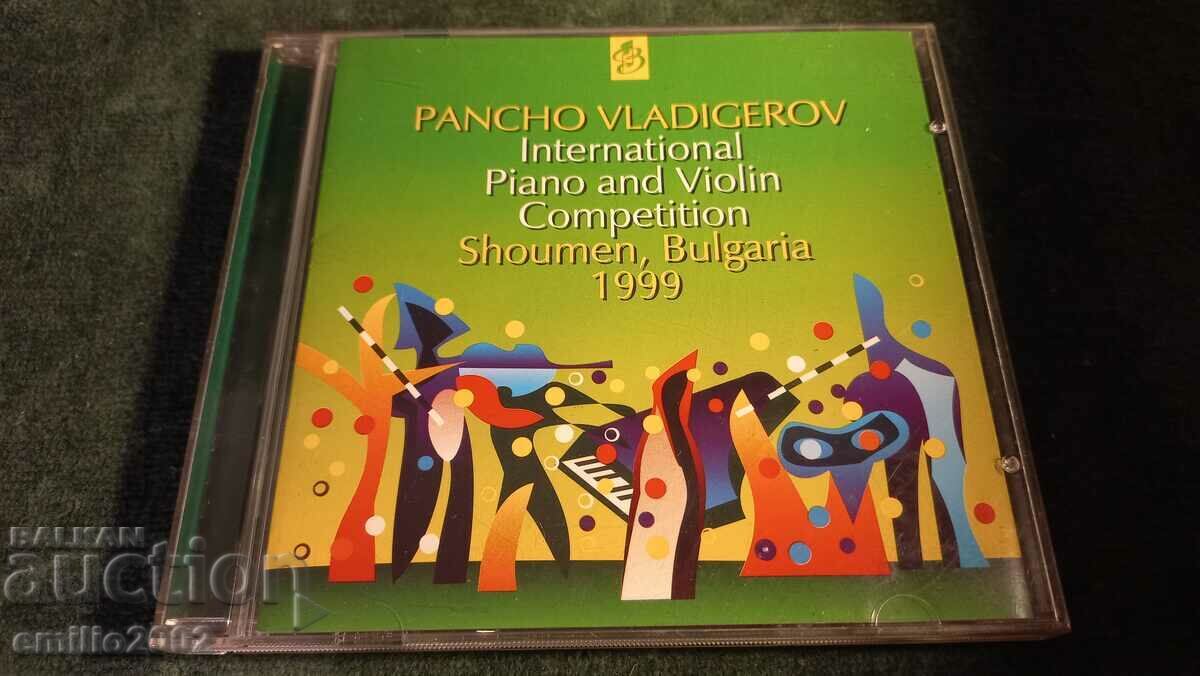 PANCHO VLADIGEROV
International
Piano and Violin
Competition
Shoumen, Bulgaria
1999
BALKAN
auction
emilio2002